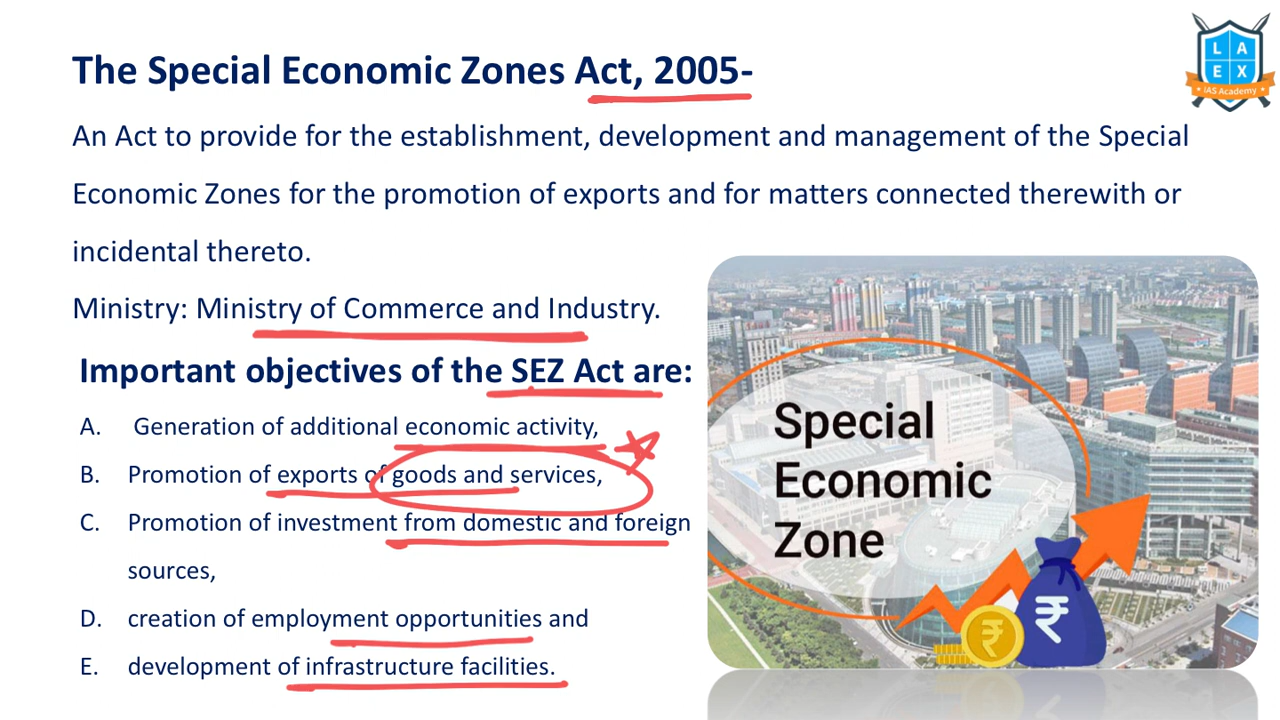 The Special Economic Zones Act, 2005-
An Act to provide for the establishment, development and management of the Special
Economic Zones for the promotion of exports and for matters connected therewith or
incidental thereto.
Ministry: Ministry of Commerce and Industry.
Important objectives of the SEZ Act are:
A. Generation of additional economic activity,
B. Promotion of exports of goods and services,
C. Promotion of investment from domestic and foreign
sources,
D. creation of employment opportunities and
E. development of infrastructure facilities.
Special
Economic
Zone
₹
₹
L A
E X
IAS Academy